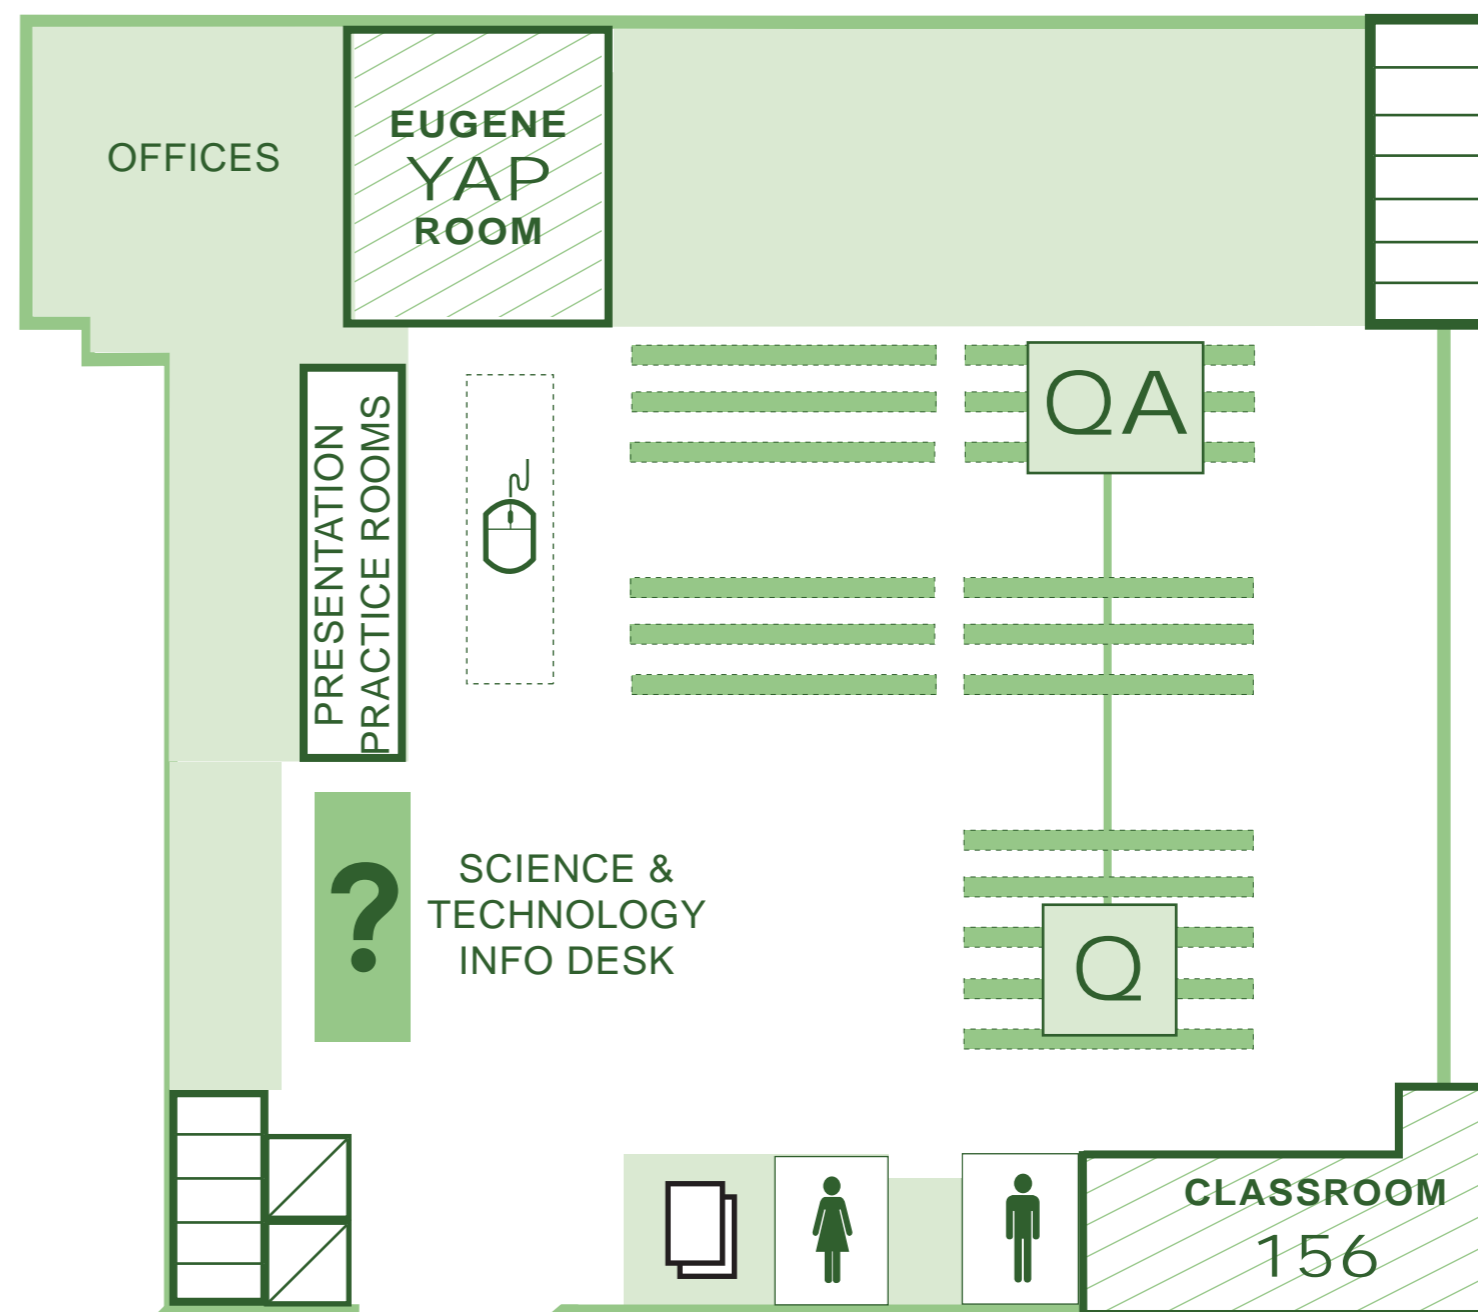 OFFICES
EUGENE
YAP
ROOM
PRESENTATION
PRACTICE ROOMS
QA
?
SCIENCE &
TECHNOLOGY
INFO DESK
Q
CLASSROOM
156